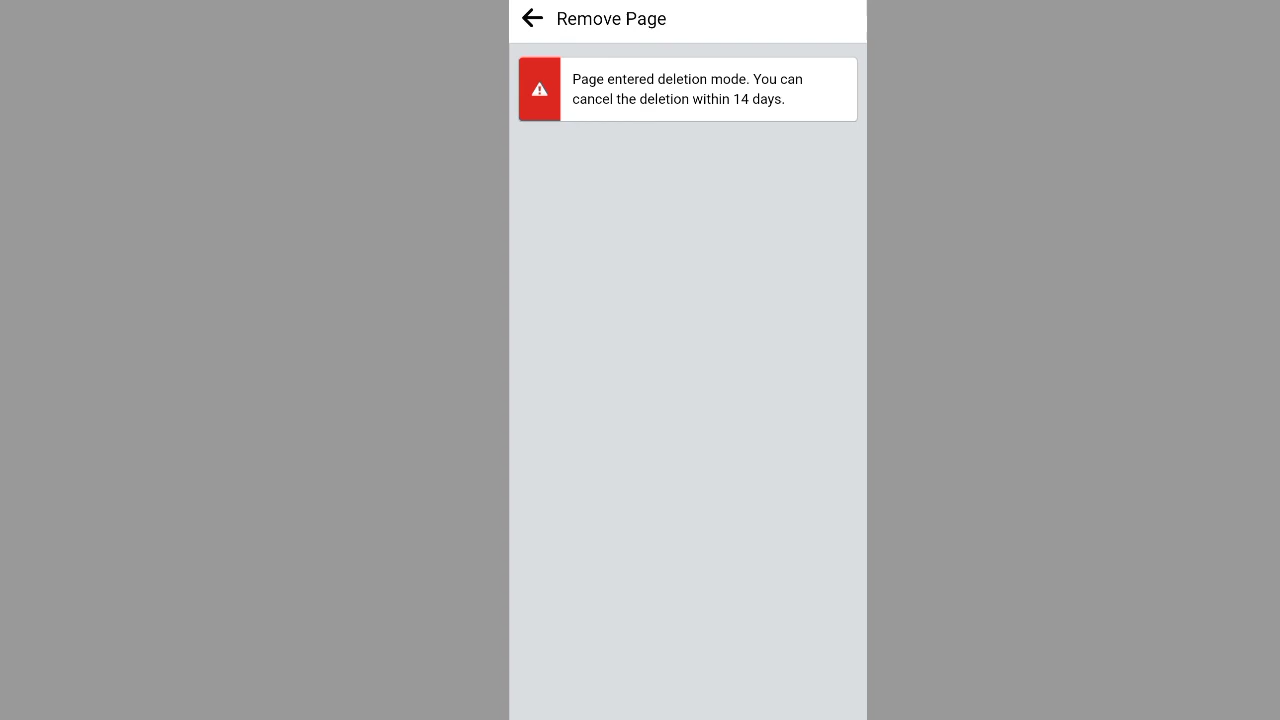 Remove Page
Page entered deletion mode. You can
cancel the deletion within 14 days.